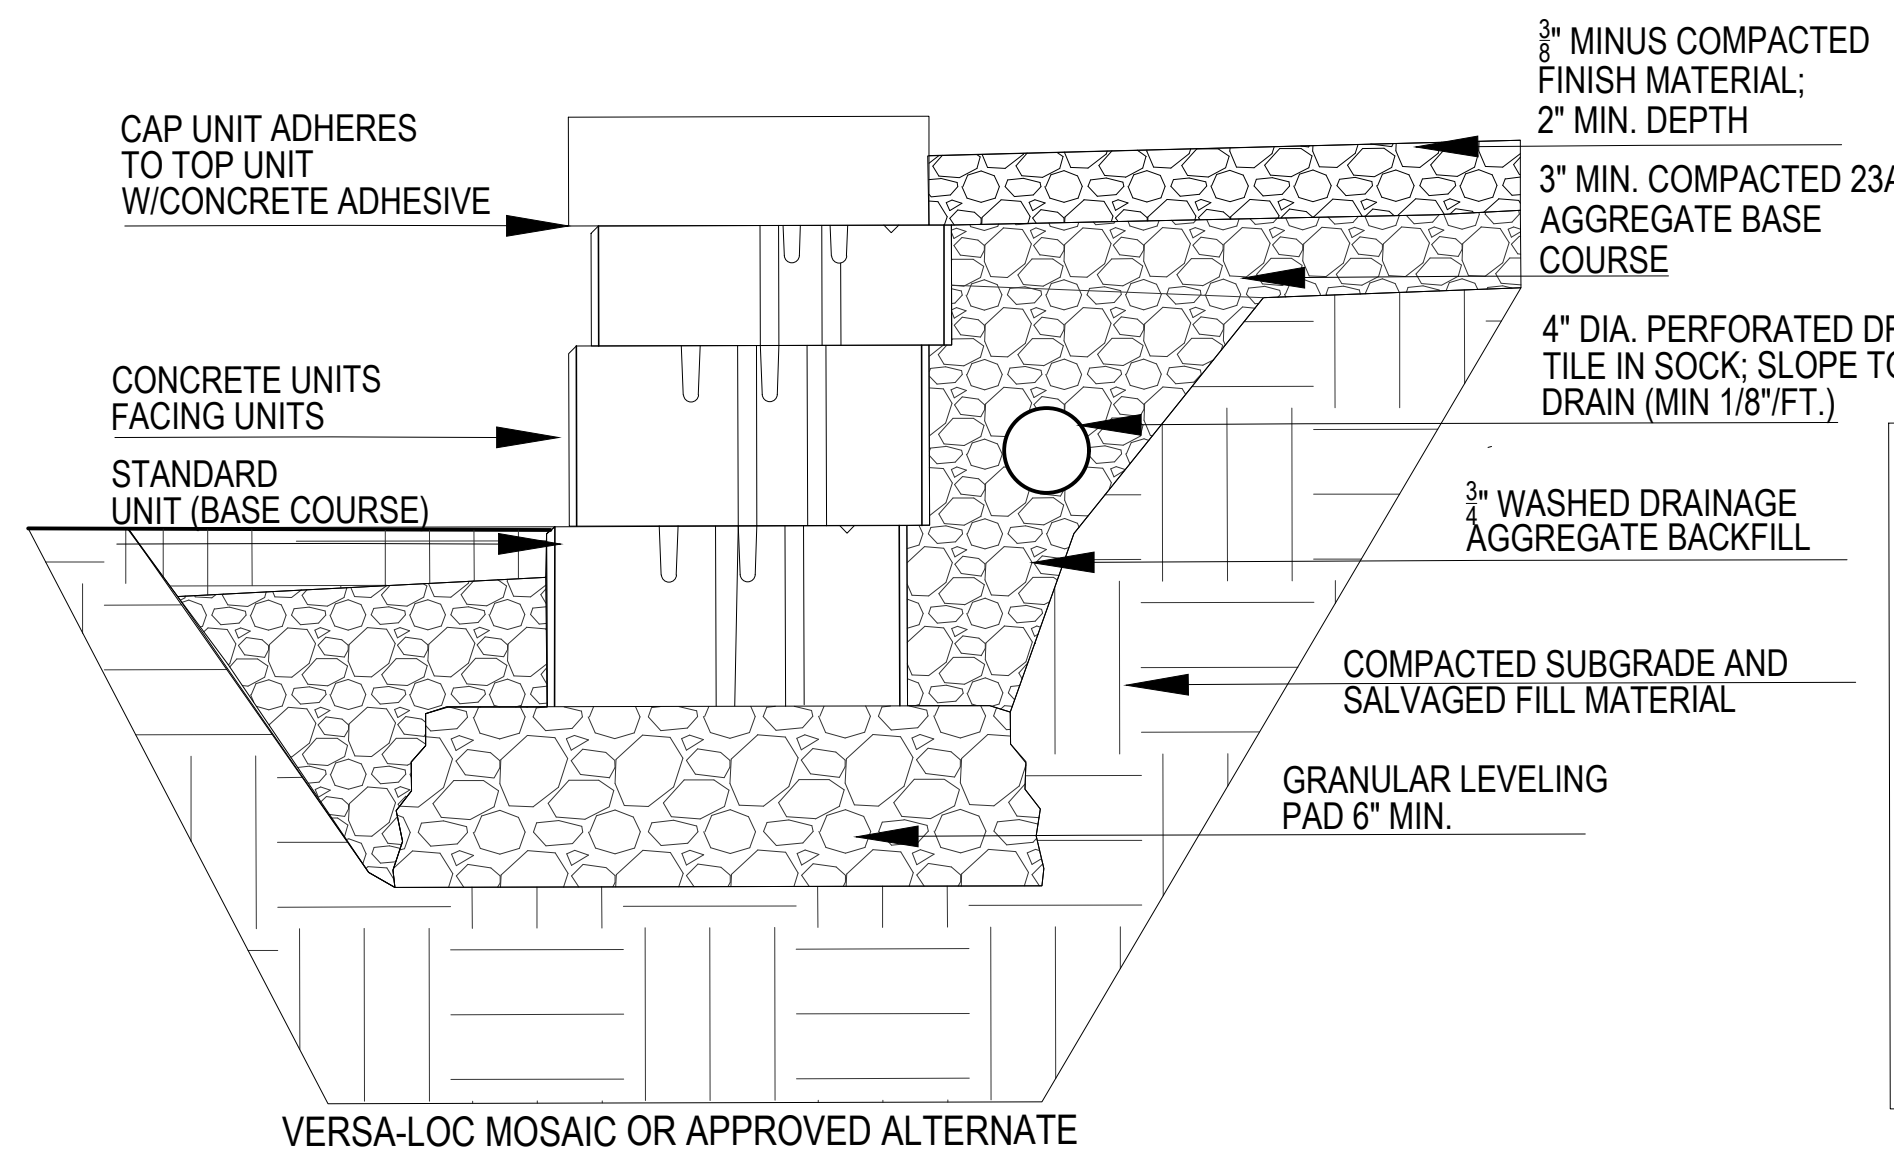 CAP UNIT ADHERES
TO TOP UNIT
W/CONCRETE ADHESIVE
CONCRETE UNITS
FACING UNITS
STANDARD
UNIT (BASE COURSE)
3/8" MINUS COMPACTED
FINISH MATERIAL;
2" MIN. DEPTH
3" MIN. COMPACTED 23A
AGGREGATE BASE
COURSE
4" DIA. PERFORATED
TILE IN SOCK; SLOPE TO
DRAIN (MIN 1/8"/FT.)
3/4" WASHED DRAINAGE
AGGREGATE BACKFILL
COMPACTED SUBGRADE AND
SALVAGED FILL MATERIAL
GRANULAR LEVELING
PAD 6" MIN.
VERSA-LOC MOSAIC OR APPROVED ALTERNATE